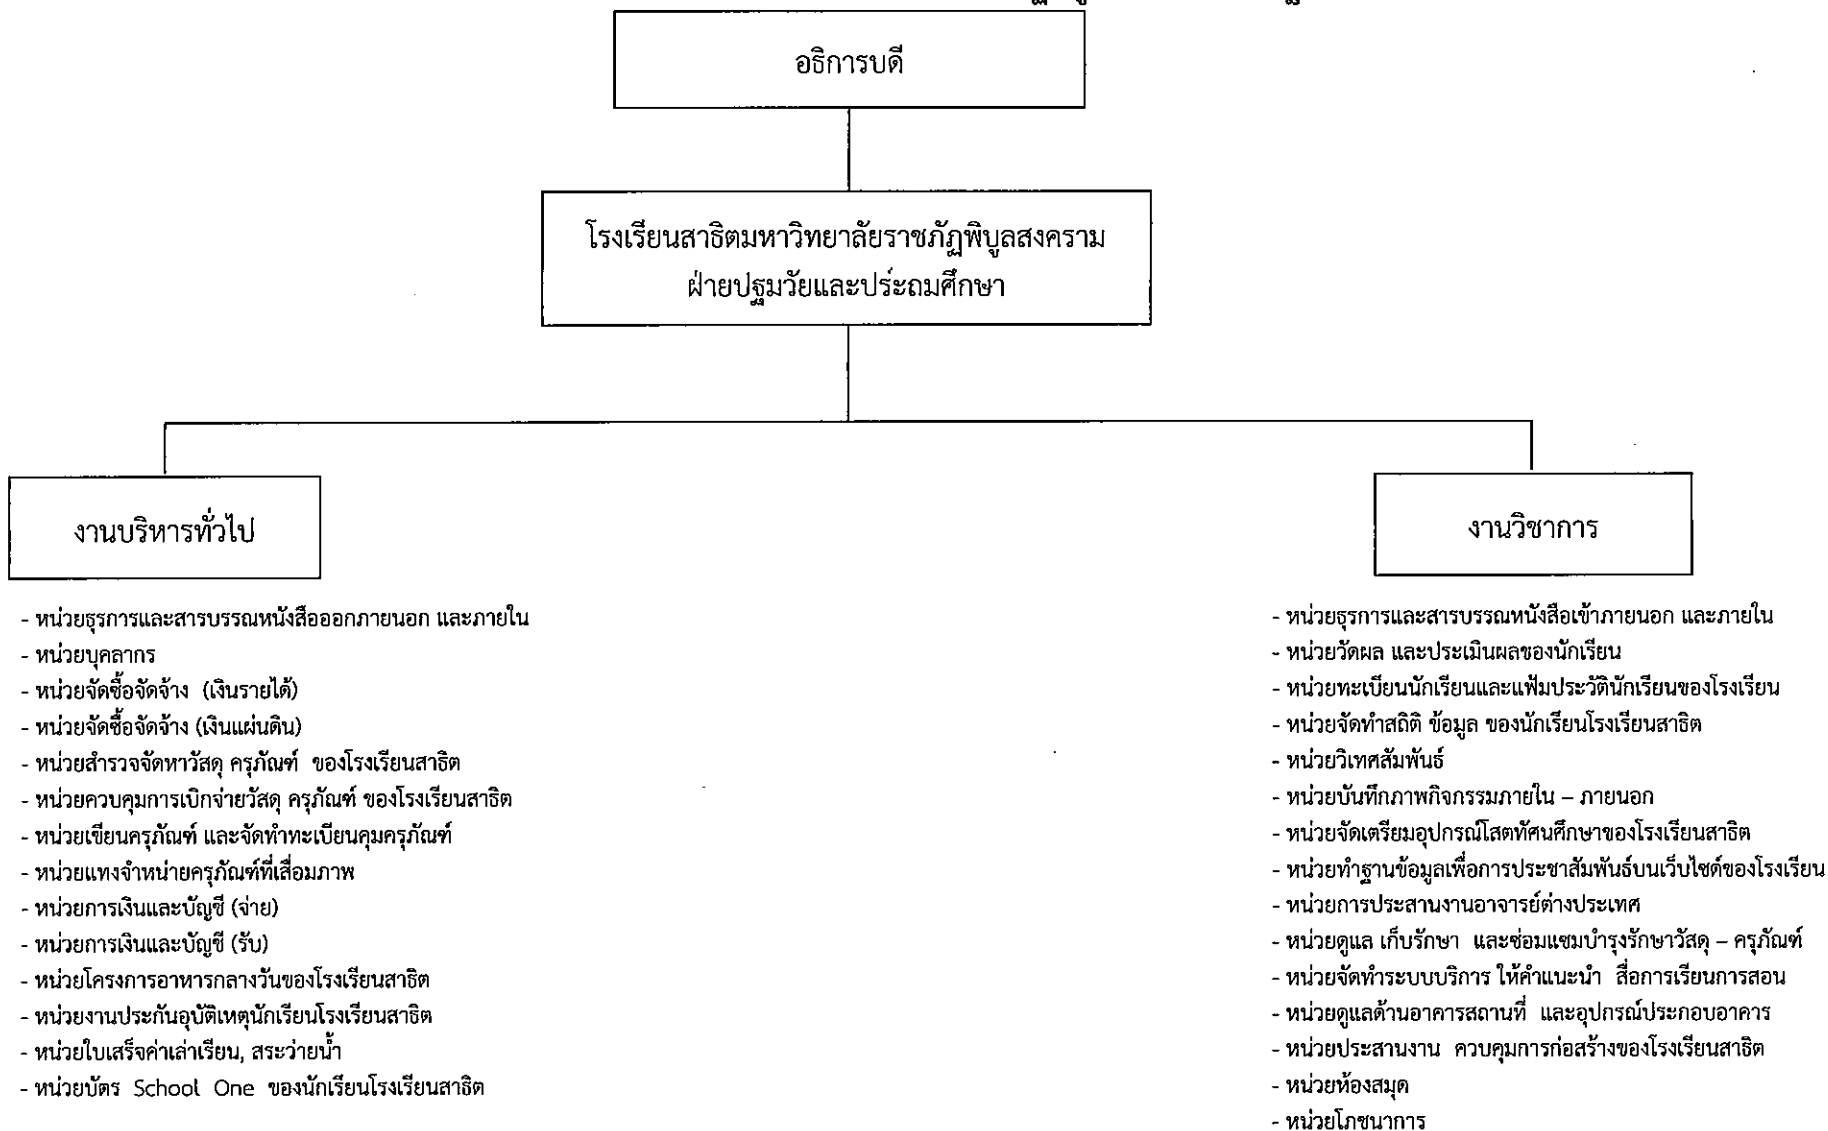 อธิการบดี
โรงเรียนสาธิตมหาวิทยาลัยราชภัฏพิบูลสงคราม
ฝ่ายปฐมวัยและประถมศึกษา
งานบริหารทั่วไป
- หน่วยธุรการและสารบรรณหนังสือออกภายนอก และภายใน
- หน่วยบุคลากร
- หน่วยจัดซื้อจัดจ้าง (เงินรายได้)
- หน่วยจัดซื้อจัดจ้าง (เงินแผ่นดิน)
- หน่วยสำรวจจัดหาวัสดุ ครุภัณฑ์ ของโรงเรียนสาธิต
- หน่วยควบคุมการเบิกจ่ายวัสดุ ครุภัณฑ์ ของโรงเรียนสาธิต
- หน่วยเขียนครุภัณฑ์ และจัดทำทะเบียนคุมครุภัณฑ์
- หน่วยแทงจำหน่ายครุภัณฑ์ที่เสื่อมภาพ
- หน่วยการเงินและบัญชี (จ่าย)
- หน่วยการเงินและบัญชี (รับ)
- หน่วยโครงการอาหารกลางวันของโรงเรียนสาธิต
- หน่วยงานประกันอุบัติเหตุนักเรียนโรงเรียนสาธิต
- หน่วยใบเสร็จค่าเล่าเรียน, สระว่ายน้ำ
- หน่วยบัตร School One ของนักเรียนโรงเรียนสาธิต
งานวิชาการ
- หน่วยธุรการและสารบรรณหนังสือเข้าภายนอก และภายใน
- หน่วยวัดผล และประเมินผลของนักเรียน
- หน่วยทะเบียนนักเรียนและแฟ้มประวัตินักเรียนของโรงเรียน
- หน่วยจัดทำสถิติ ข้อมูล ของนักเรียนโรงเรียนสาธิต
- หน่วยวิเทศสัมพันธ์
- หน่วยบันทึกภาพกิจกรรมภายใน – ภายนอก
- หน่วยจัดเตรียมอุปกรณ์โสตทัศนศึกษาของโรงเรียนสาธิต
- หน่วยทำฐานข้อมูลเพื่อการประชาสัมพันธ์บนเว็บไซต์ของโรงเรียน
- หน่วยการประสานงานอาจารย์ต่างประเทศ
- หน่วยดูแล เก็บรักษา และซ่อมแซมบำรุงรักษาวัสดุ – ครุภัณฑ์
- หน่วยจัดทำระบบบริการ ให้คำแนะนำ สื่อการเรียนการสอน
- หน่วยดูแลด้านอาคารสถานที่ และอุปกรณ์ประกอบอาคาร
- หน่วยประสานงาน ควบคุมการก่อสร้างของโรงเรียนสาธิต
- หน่วยห้องสมุด
- หน่วยโภชนาการ